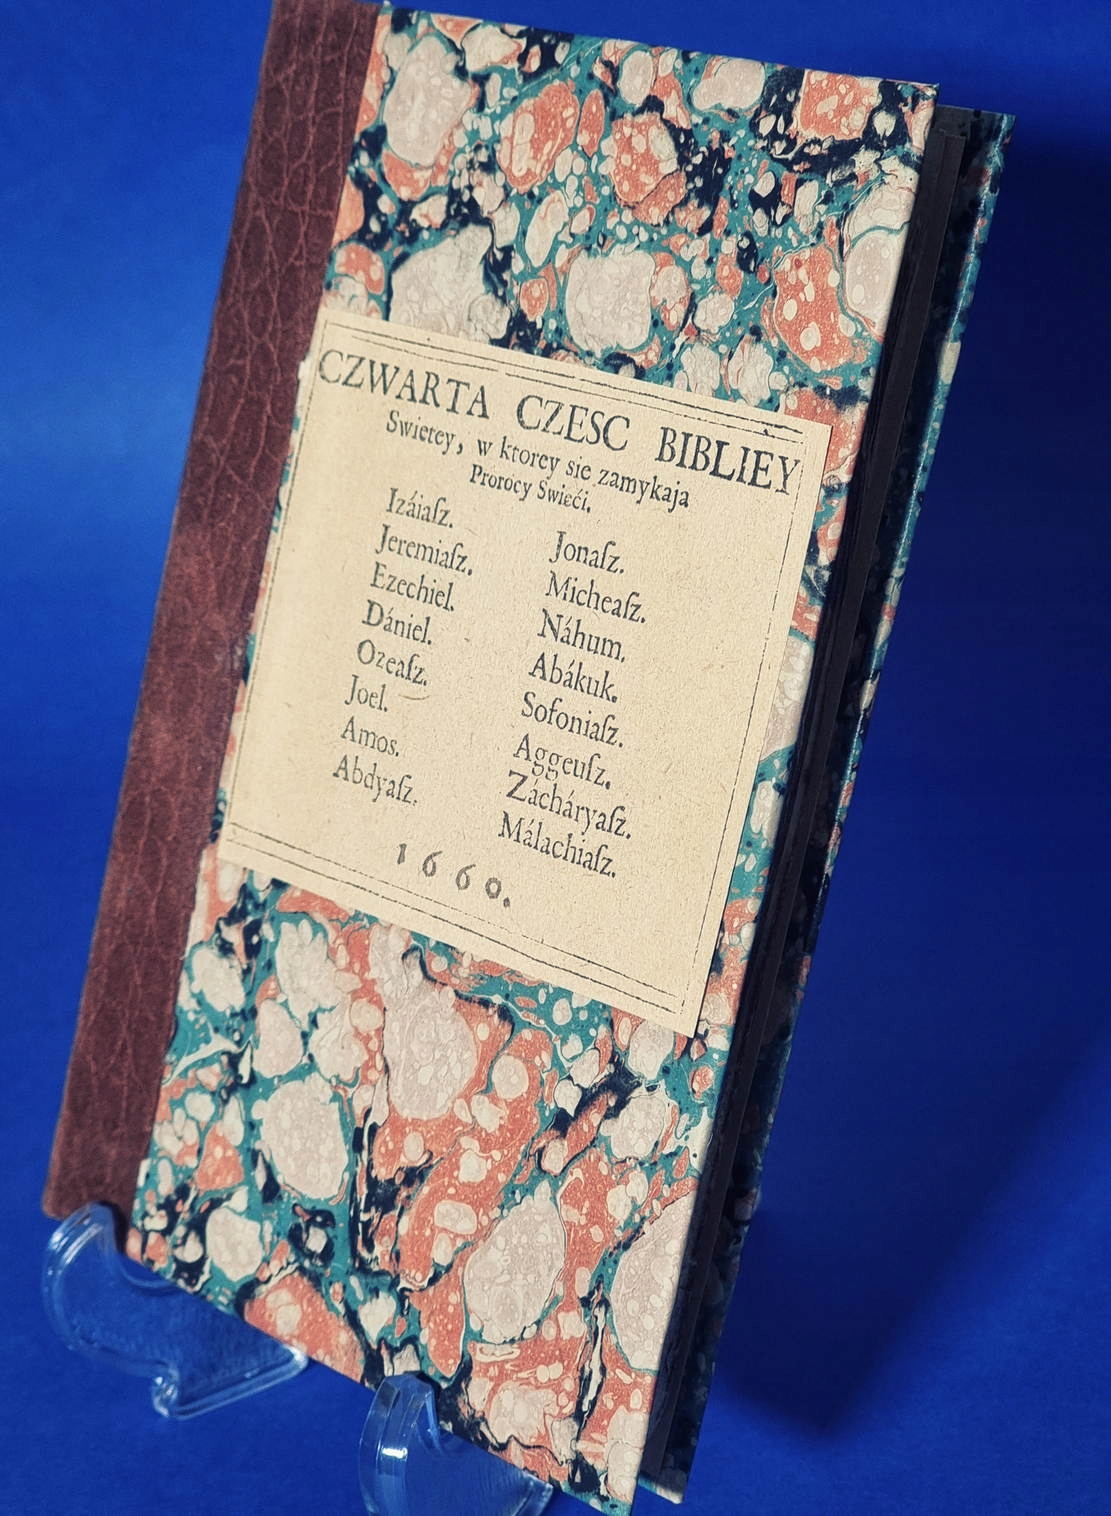 CZWARTA CZESC BIBLIEY
Swietey, w ktorey sie zamykaja
Prorocy Swieći.
Izáiaſz.
Jeremiaſz.
Ezechiel.
Dániel.
Ozeaſz.
Joel.
Amos.
Abdyaſz.
Jonaſz.
Micheaſz.
Náhum.
Abákuk.
Sofoniaſz.
Aggeuſz.
Zácháryaſz.
Málachiaſz.
1660.